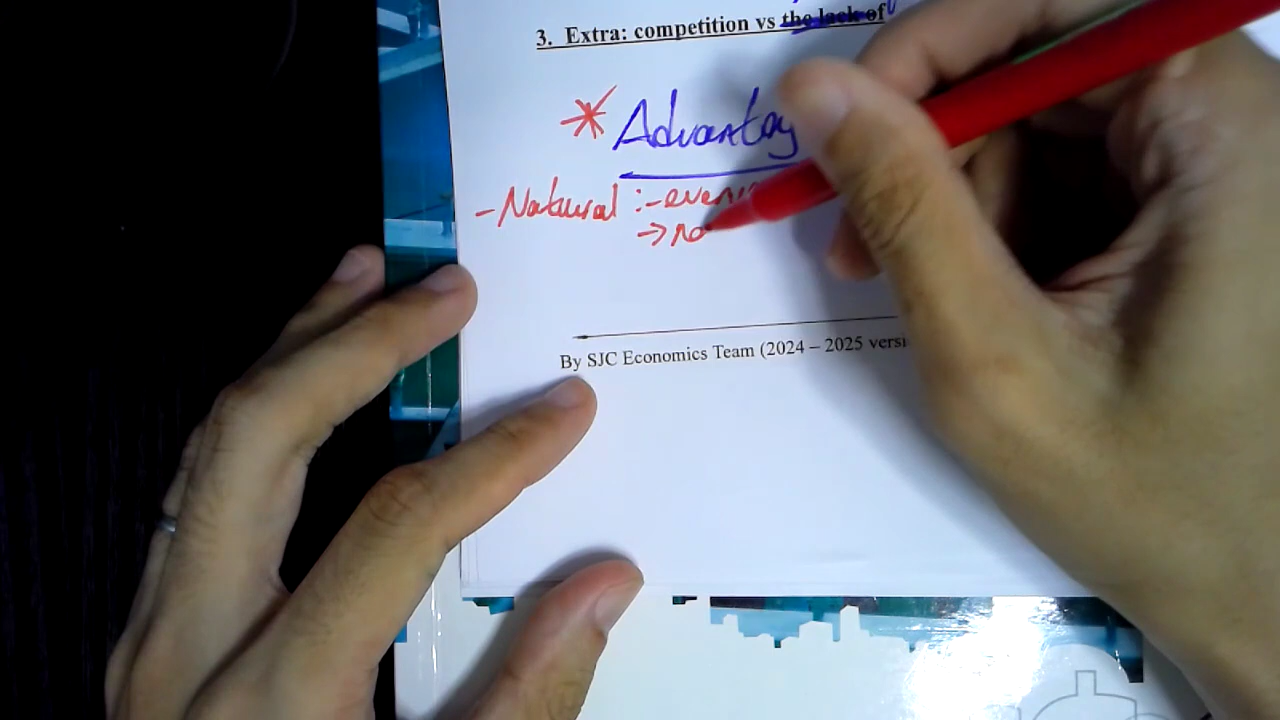 3. Extra: competition vs the lack of
* Advantag
- Natural :- even
→ no
By SJC Economics Team (2024 – 2025 versi